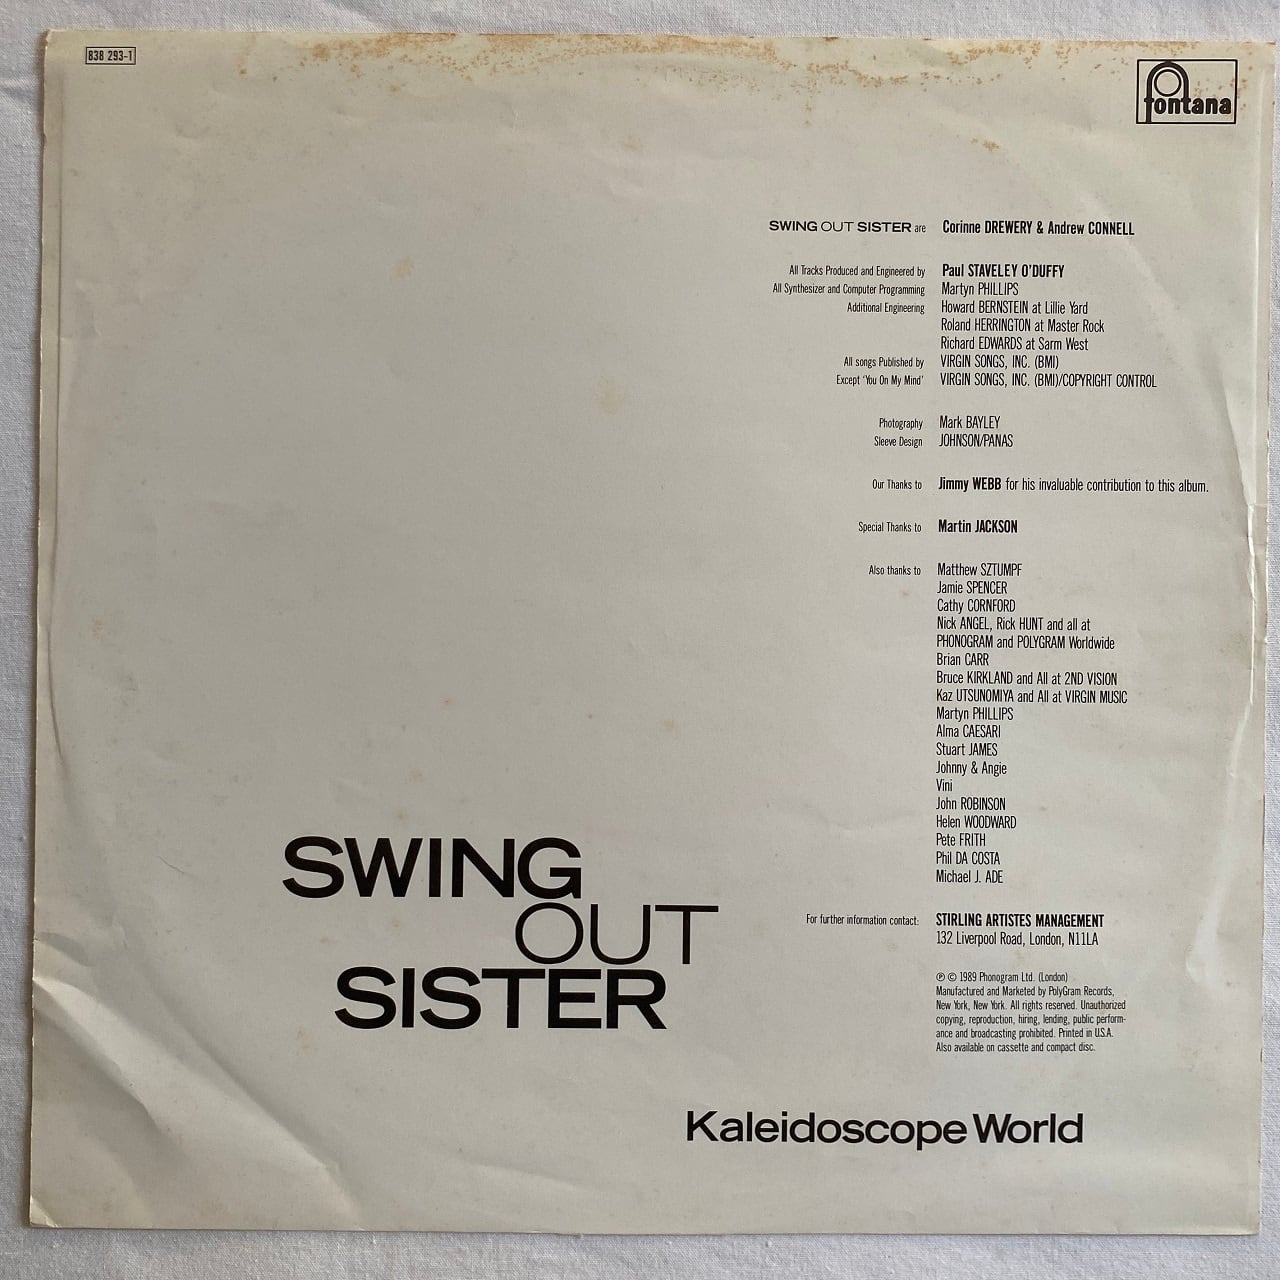 838 293-1
fontana
SWING OUT SISTER are Corinne DREWERY & Andrew CONNELL
All Tracks Produced and Engineered by Paul STAVELEY O'DUFFY
All Synthesizer and Computer Programming Martyn PHILLIPS
Additional Engineering Howard BERNSTEIN at Lillie Yard
Roland HERRINGTON at Master Rock
Richard EDWARDS at Sarm West
All songs Published by VIRGIN SONGS, INC. (BMI)
Except 'You On My Mind' VIRGIN SONGS, INC. (BMI)/COPYRIGHT CONTROL
Photography Mark BAYLEY
Sleeve Design JOHNSON/PANAS
Our Thanks to Jimmy WEBB for his invaluable contribution to this album.
Special Thanks to Martin JACKSON
Also thanks to Matthew SZTUMPF
Jamie SPENCER
Cathy CORNFORD
Nick ANGEL, Rick HUNT and all at
PHONOGRAM and POLYGRAM Worldwide
Brian CARR
Bruce KIRKLAND and All at 2ND VISION
Kaz UTSUNOMIYA and All at VIRGIN MUSIC
Martyn PHILLIPS
Alma CAESARI
Stuart JAMES
Johnny & Angie
Vini
John ROBINSON
Helen WOODWARD
Pete FRITH
Phil DA COSTA
Michael J. ADE
For further information contact: STIRLING ARTISTES MANAGEMENT
132 Liverpool Road, London, N11LA
℗ © 1989 Phonogram Ltd. (London)
Manufactured and Marketed by PolyGram Records,
New York, New York. All rights reserved. Unauthorized
copying, reproduction, hiring, lending, public perform-
ance and broadcasting prohibited. Printed in U.S.A.
Also available on cassette and compact disc.
SWING
OUT
SISTER
Kaleidoscope World